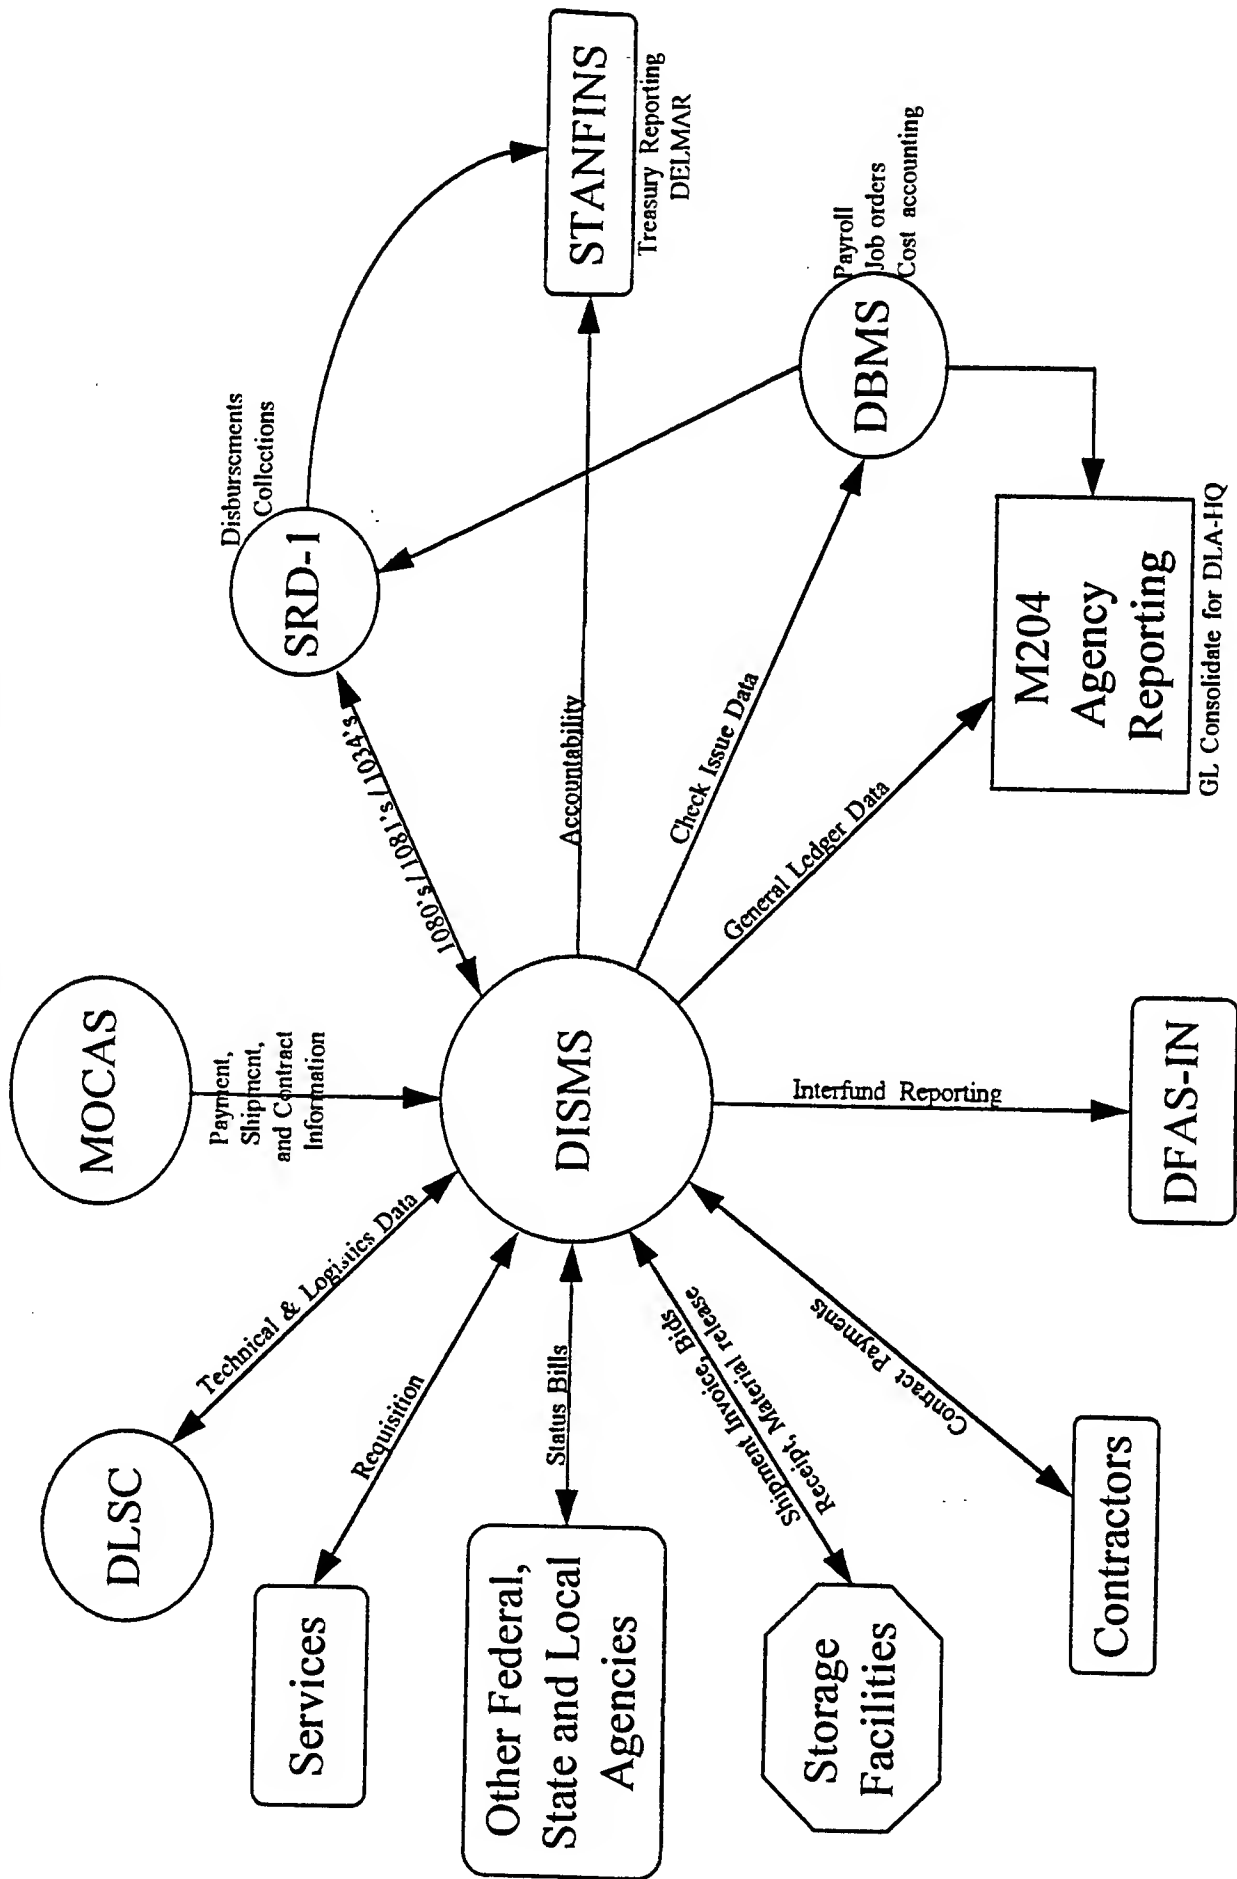 MOCAS
Payment,
Shipment,
and Contract
Information
DLSC
Technical & Logistics Data
Services
Requisition
Other Federal,
State and Local
Agencies
Status Bills
Storage
Facilities
Shipment Invoice, Bids
Receipt, Material release
Contractors
Contract Payments
DISMS
DFAS-IN
Interfund Reporting
1080's/1081's/1034's
SRD-1
Disbursements
Collections
Accountability
STANFINS
Treasury Reporting
DELMAR
Check Issue Data
DBMS
Payroll
Job orders
Cost accounting
General Ledger Data
M204
Agency
Reporting
GL Consolidate for DLA-HQ